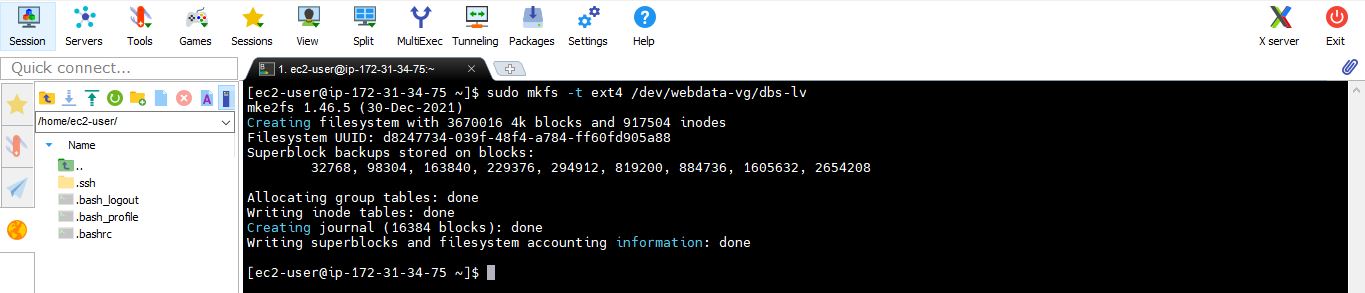 Session Servers Tools Games Sessions View Split MultiExec Tunneling Packages Settings Help X server Exit
Quick connect...
1. ec2-user@ip-172-31-34-75:~
/home/ec2-user/
Name
..
.ssh
.bash_logout
.bash_profile
.bashrc
[ec2-user@ip-172-31-34-75 ~]$ sudo mkfs -t ext4 /dev/webdata-vg/dbs-lv
mke2fs 1.46.5 (30-Dec-2021)
Creating filesystem with 3670016 4k blocks and 917504 inodes
Filesystem UUID: d8247734-039f-48f4-a784-ff60fd905a88
Superblock backups stored on blocks:
32768, 98304, 163840, 229376, 294912, 819200, 884736, 1605632, 2654208
Allocating group tables: done
Writing inode tables: done
Creating journal (16384 blocks): done
Writing superblocks and filesystem accounting information: done
[ec2-user@ip-172-31-34-75 ~]$